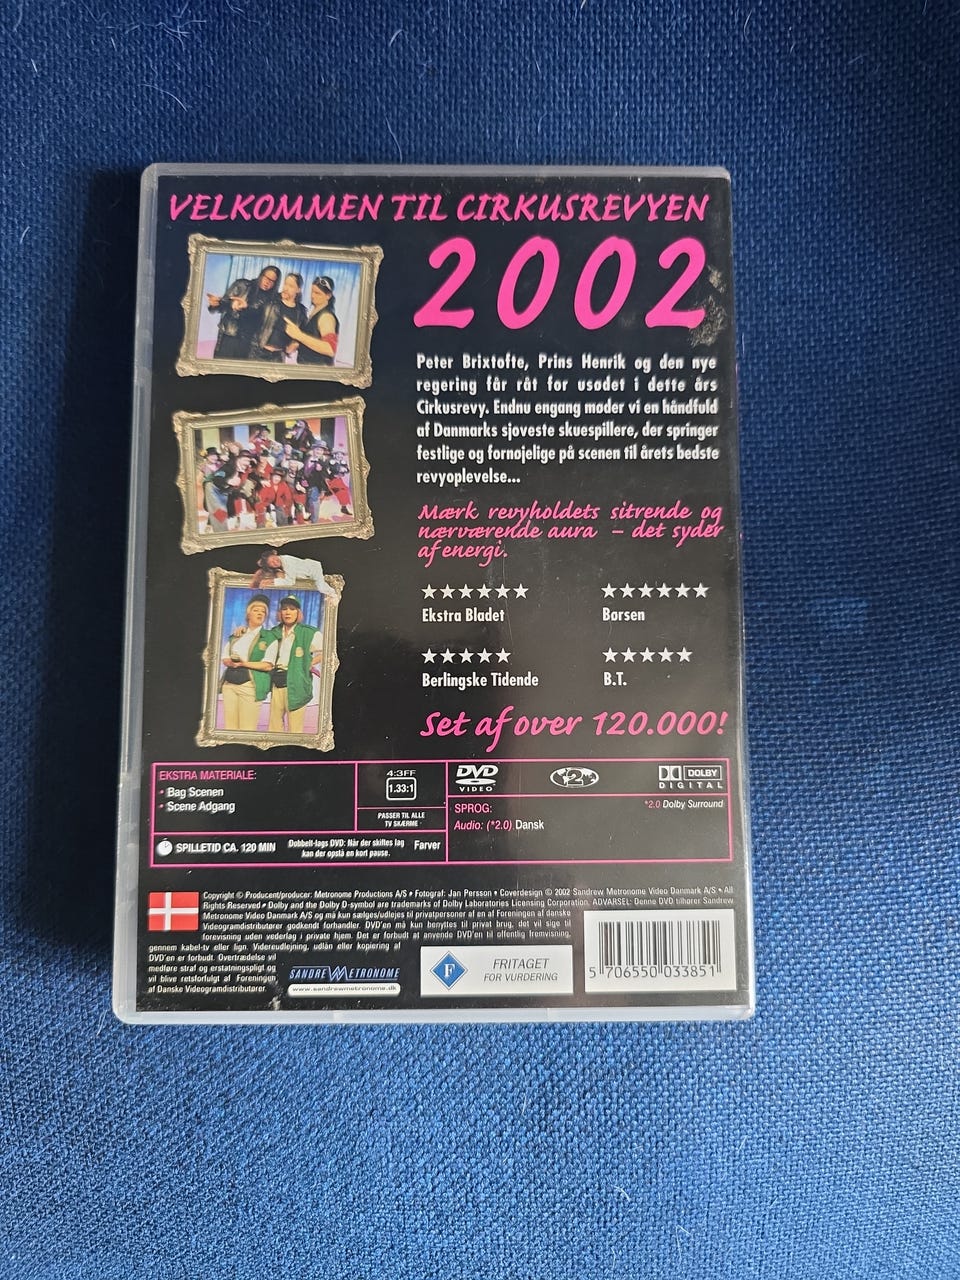 VELKOMMEN TIL CIRKUSREVYEN
2002
Peter Brixtofte, Prins Henrik og den nye
regering får råt for usødet i dette års
Cirkusrevy. Endnu engang møder vi en håndfuld
af Danmarks sjoveste skuespillere, der springer
festlige og fornøjelige på scenen til årets bedste
revyoplevelse...
Mærk revyholdets sitrende og
nærværende aura – det syder
af energi.
★★★★★★ ★★★★★★
Ekstra Bladet Børsen
★★★★★ ★★★★★
Berlingske Tidende B.T.
Set af over 120.000!
EKSTRA MATERIALE:
• Bag Scenen
• Scene Adgang
4:3FF
1.33:1
PASSER TIL ALLE
TV SKÆRME
DVD
VIDEO
2
DOLBY
DIGITAL
SPROG:
*2.0 Dolby Surround
Audio: (*2.0) Dansk
SPILLETID CA. 120 MIN
Dobbelt-lags DVD: Når der skiftes lag
kan der opstå en kort pause.
Farver
Copyright © Producent/producer: Metronome Productions A/S • Fotograf: Jan Persson • Coverdesign © 2002 Sandrew Metronome Video Danmark A/S • All
Rights Reserved • Dolby and the Dolby D-symbol are trademarks of Dolby Laboratories Licensing Corporation. ADVARSEL: Denne DVD tilhører Sandrew
Metronome Video Danmark A/S og må kun sælges/udlejes til privatpersoner af en af Foreningen af danske
Videogramdistributører godkendt forhandler. DVD'en må kun benyttes til privat brug, det vil sige til
forevisning uden vederlag i private hjem. Det er forbudt at anvende DVD'en til offentlig fremvisning,
gennem kabel-tv eller lign. Videreudlejning, udlån eller kopiering af
DVD'en er forbudt. Overtrædelse vil
medføre straf og erstatningspligt og
vil blive retsforfulgt af Foreningen
af Danske Videogramdistributører.
SANDREW METRONOME
www.sandrewmetronome.dk
F
FRITAGET
FOR VURDERING
5 706550 033851